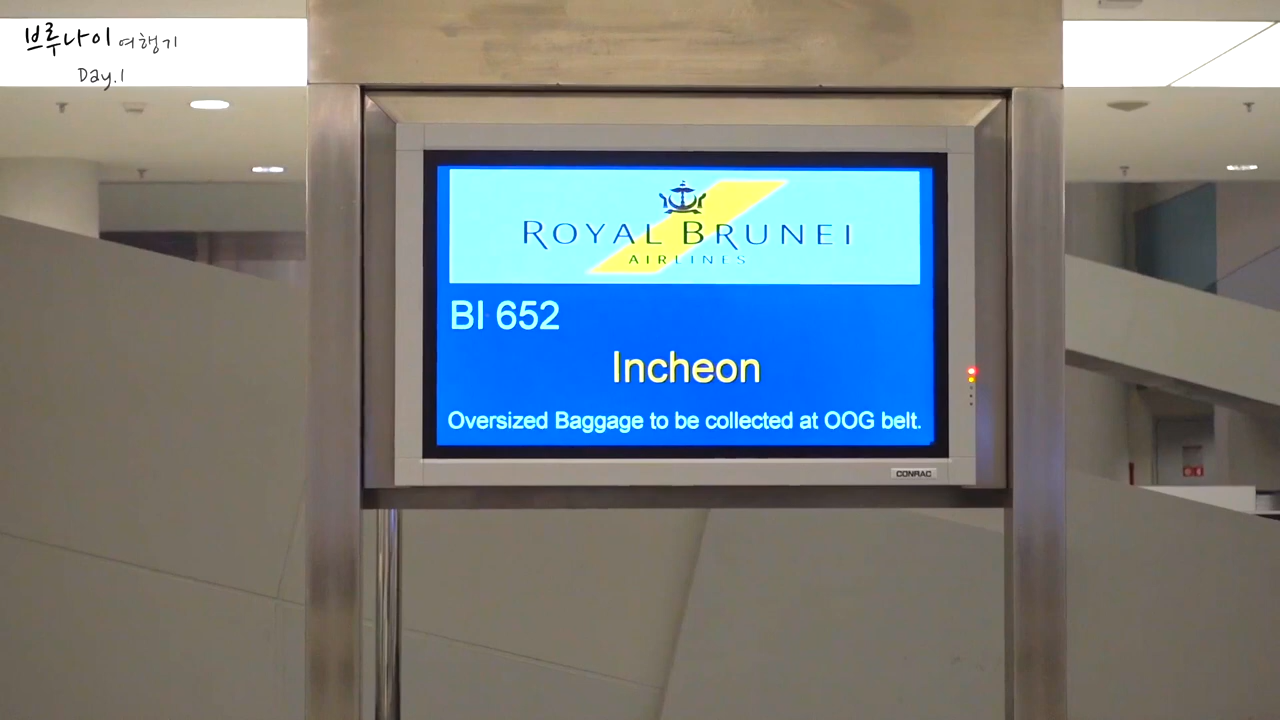 브루나이 여행기
Day.1
ROYAL BRUNEI
AIRLINES
BI 652
Incheon
Oversized Baggage to be collected at OOG belt.
CONRAC